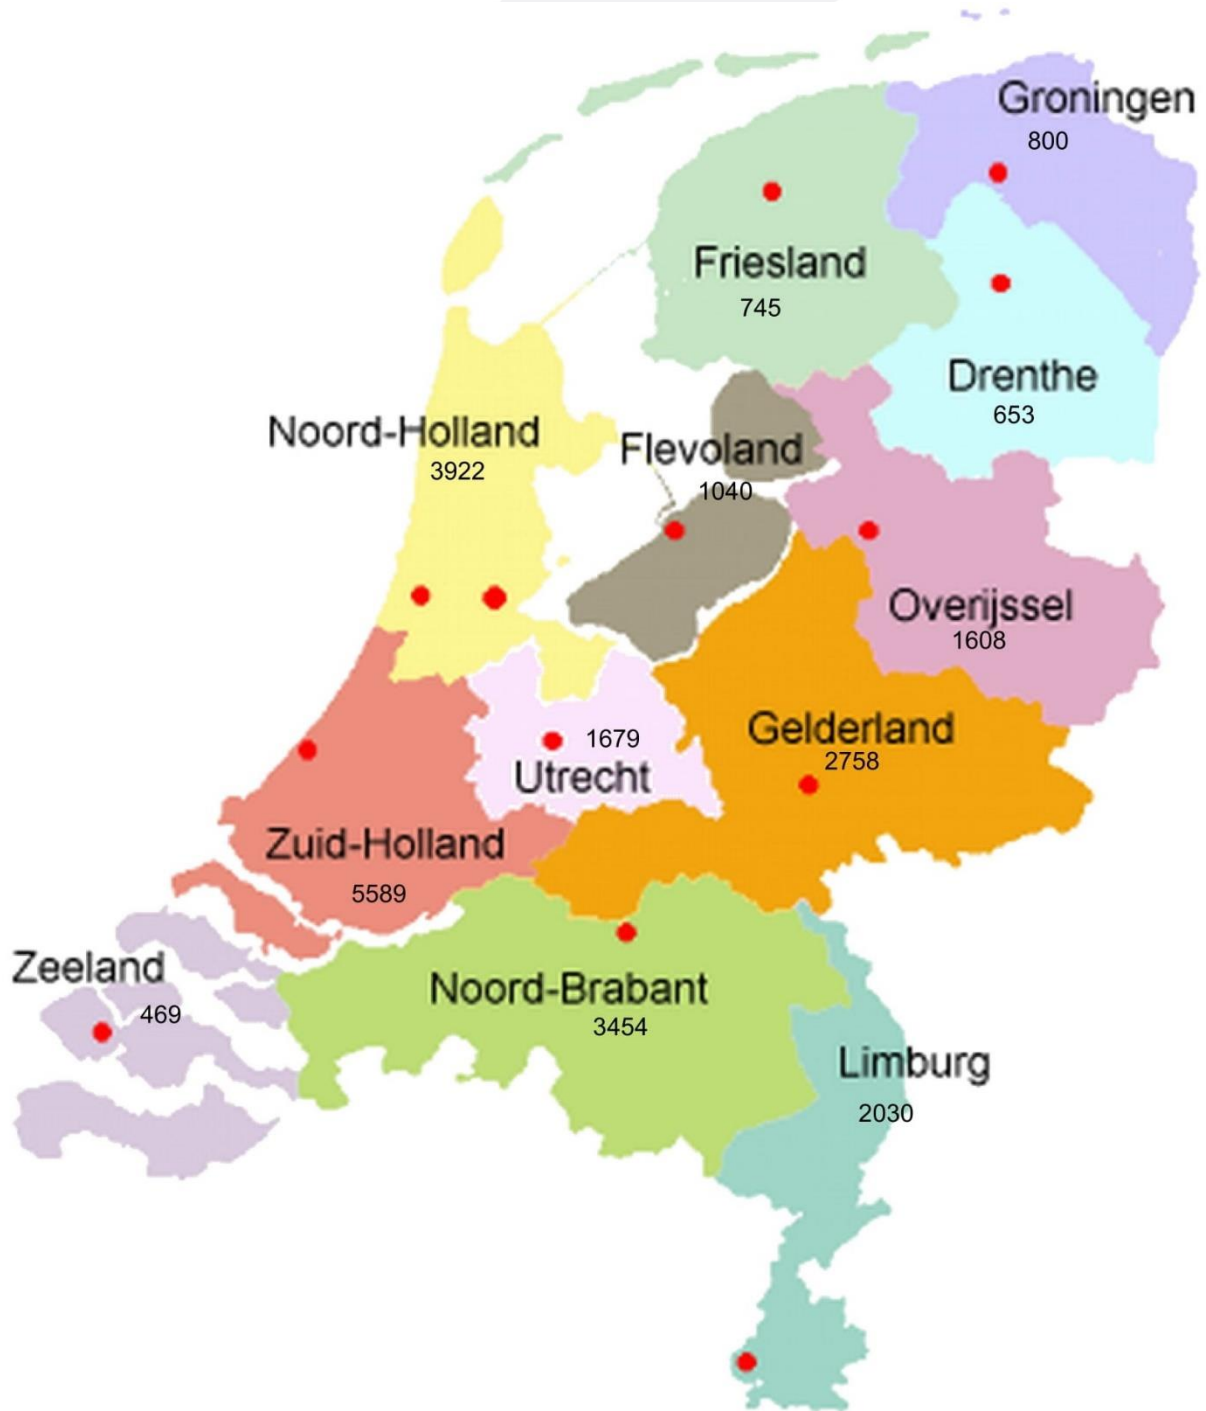 Groningen
800
Friesland
745
Drenthe
653
Noord-Holland
3922
Flevoland
1040
Overijssel
1608
Gelderland
2758
1679
Utrecht
Zuid-Holland
5589
Zeeland
469
Noord-Brabant
3454
Limburg
2030